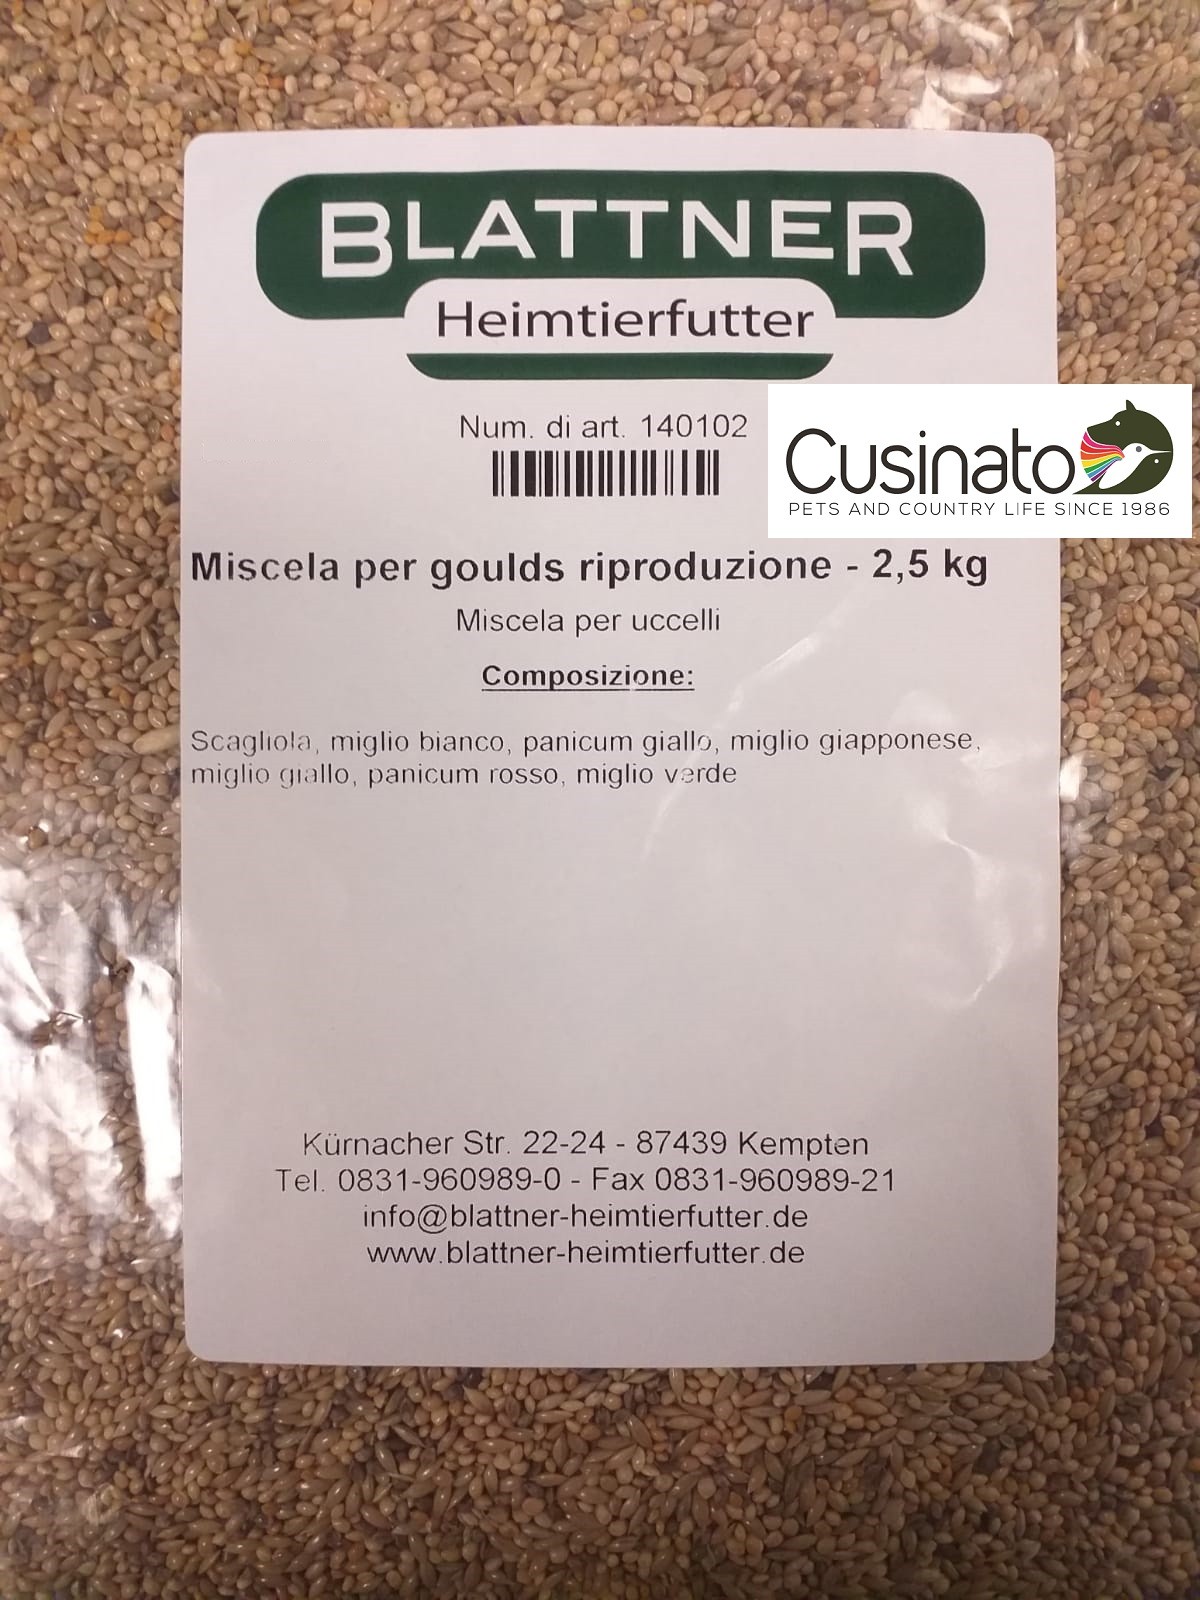 BLATTNER
Heimtierfutter
Num. di art. 140102
Cusinato
PETS AND COUNTRY LIFE SINCE 1986
Miscela per goulds riproduzione - 2,5 kg
Miscela per uccelli
Composizione:
Scagliola, miglio bianco, panicum giallo, miglio giapponese,
miglio giallo, panicum rosso, miglio verde
Kürnacher Str. 22-24 - 87439 Kempten
Tel. 0831-960989-0 - Fax 0831-960989-21
info@blattner-heimtierfutter.de
www.blattner-heimtierfutter.de